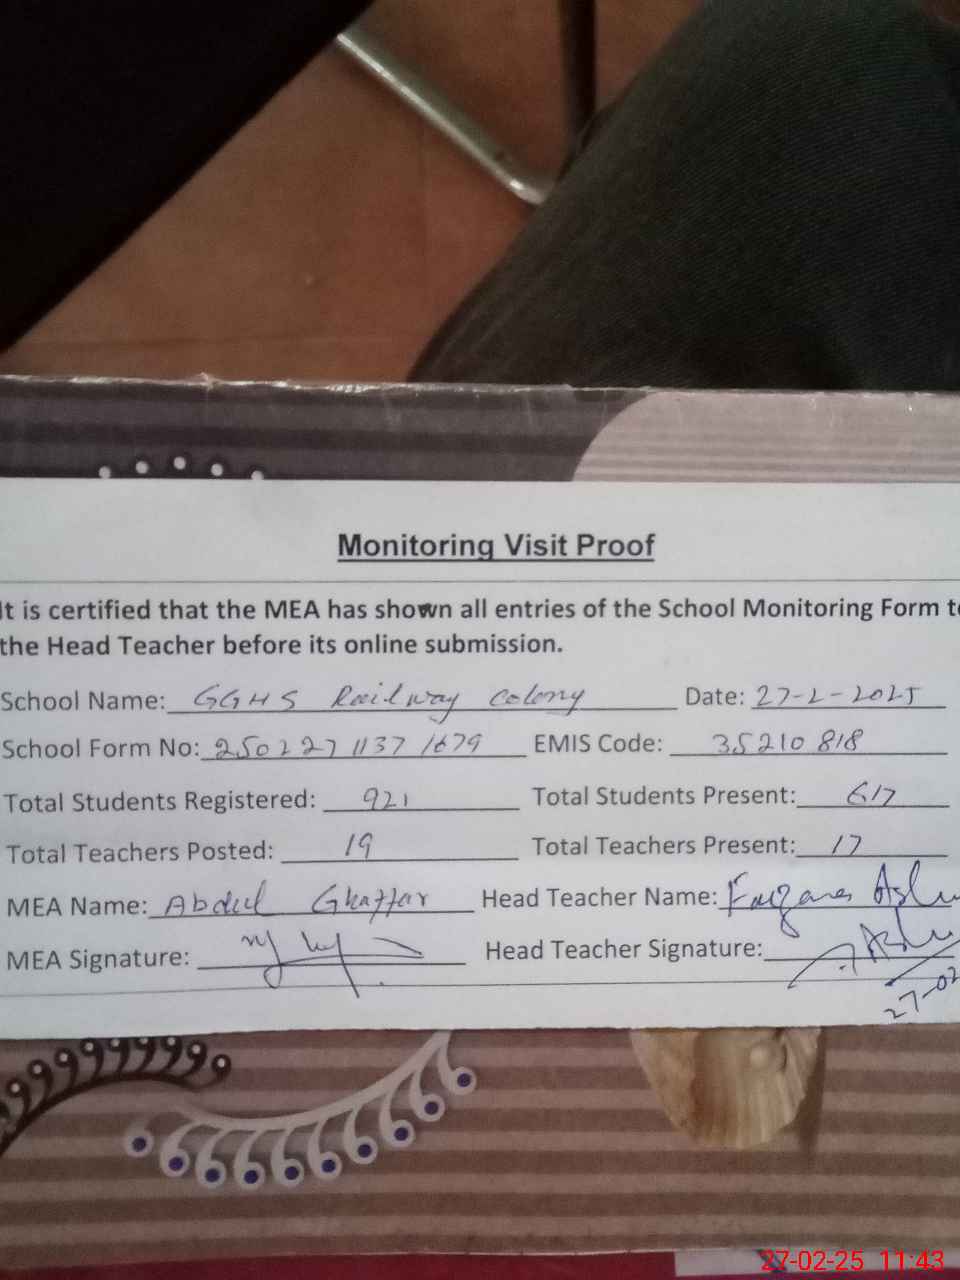 Monitoring Visit Proof
It is certified that the MEA has shown all entries of the School Monitoring Form to
the Head Teacher before its online submission.
School Name: GGHS Railway Colony Date: 27-2-2025
School Form No: 250227 1137 1679 EMIS Code: 35210 818
Total Students Registered: 921 Total Students Present: 617
Total Teachers Posted: 19 Total Teachers Present: 17
MEA Name: Abdul Ghaffar Head Teacher Name: Farzana
MEA Signature: Head Teacher Signature:
27-02
27-02-25 11:43